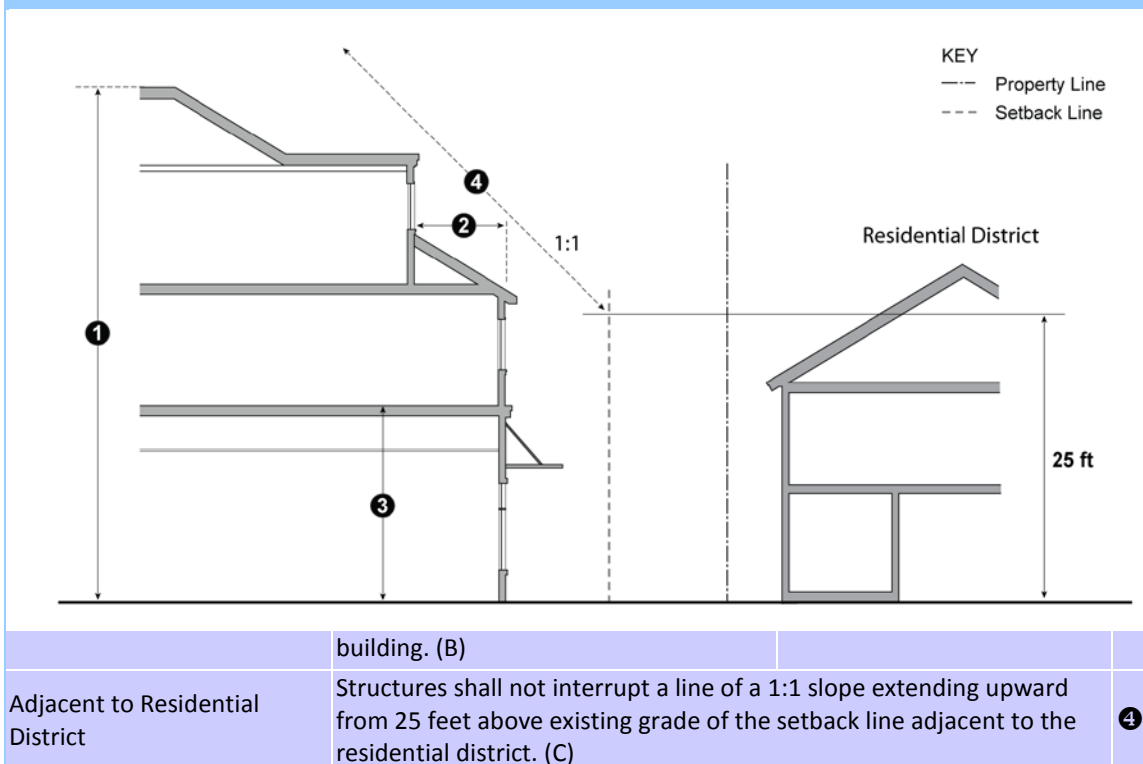 KEY
Property Line
Setback Line
4
2
1:1
Residential District
1
25 ft
3
building. (B)
Adjacent to Residential
District
Structures shall not interrupt a line of a 1:1 slope extending upward
from 25 feet above existing grade of the setback line adjacent to the
residential district. (C)
❹